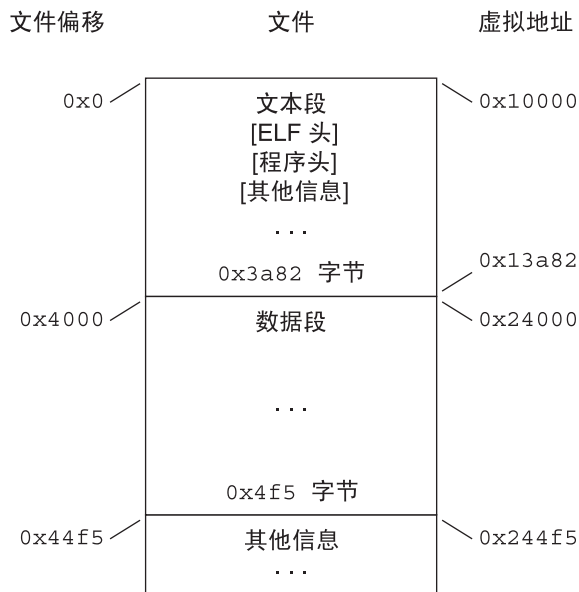 文件偏移 文件 虚拟地址
0x0 文本段 0x10000
[ELF 头]
[程序头]
[其他信息]
...
0x3a82 字节 0x13a82
0x4000 数据段 0x24000
...
0x4f5 字节
0x44f5 其他信息 0x244f5
...